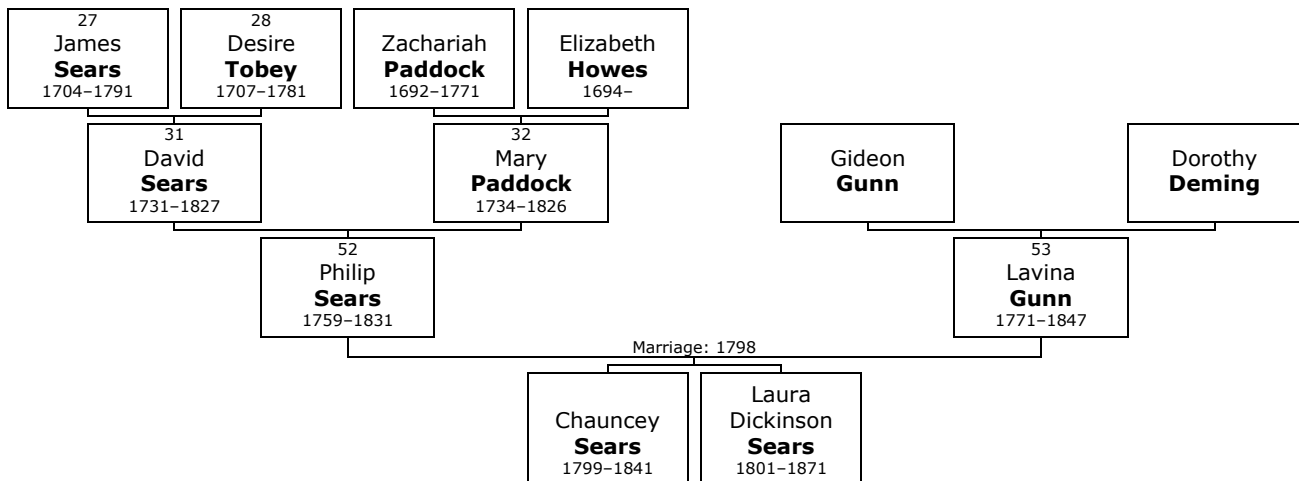 27
James
Sears
1704–1791
28
Desire
Tobey
1707–1781
Zachariah
Paddock
1692–1771
Elizabeth
Howes
1694–
31
David
Sears
1731–1827
32
Mary
Paddock
1734–1826
Gideon
Gunn
Dorothy
Deming
52
Philip
Sears
1759–1831
53
Lavina
Gunn
1771–1847
Marriage: 1798
Chauncey
Sears
1799–1841
Laura
Dickinson
Sears
1801–1871